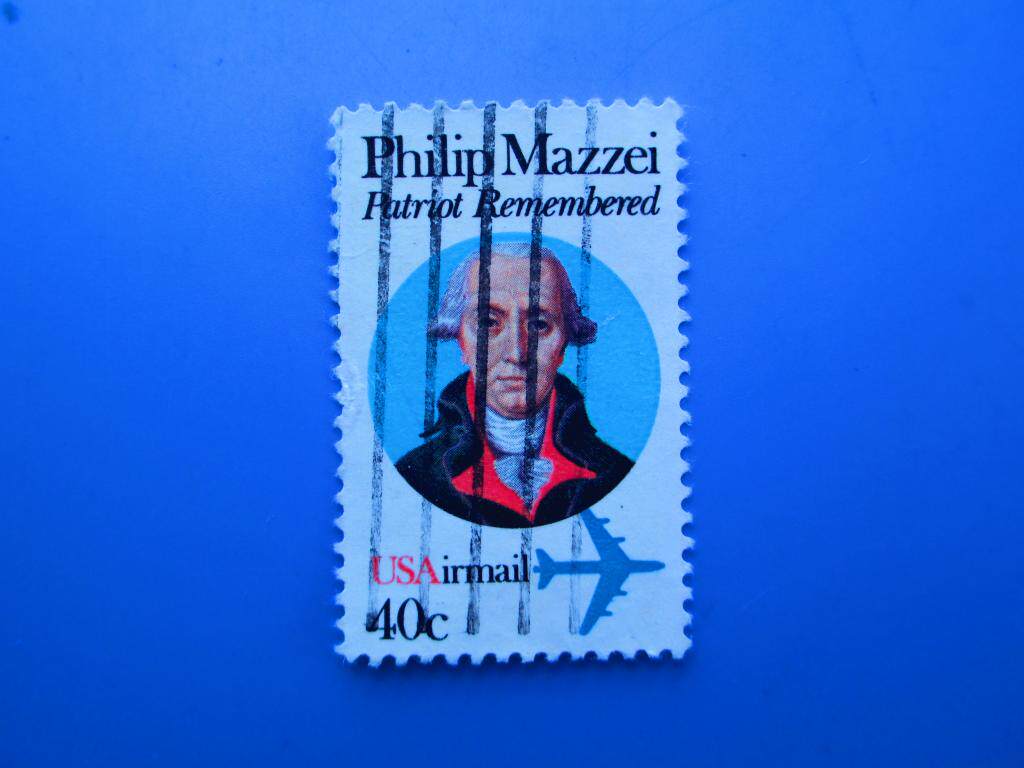 Philip Mazzei
Patriot Remembered
USAirmail
40c